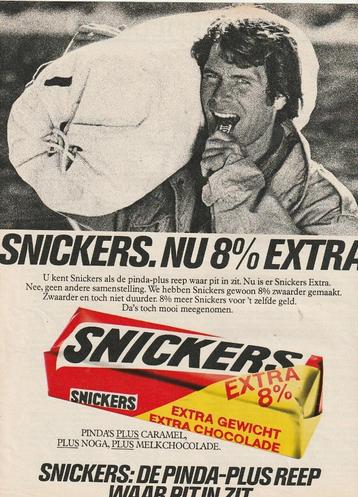 SNICKERS. NU 8% EXTRA
U kent Snickers als de pinda-plus reep waar pit in zit. Nu is er Snickers Extra.
Nee, geen andere samenstelling. We hebben Snickers gewoon 8% zwaarder gemaakt.
Zwaarder en toch niet duurder. 8% meer Snickers voor 't zelfde geld.
Da's toch mooi meegenomen.
SNICKERS
EXTRA
8%
SNICKERS
EXTRA GEWICHT
EXTRA CHOCOLADE
PINDA'S PLUS CARAMEL,
PLUS NOGA, PLUS MELKCHOCOLADE.
SNICKERS: DE PINDA-PLUS REEP
WAAR PIT IN ZIT.